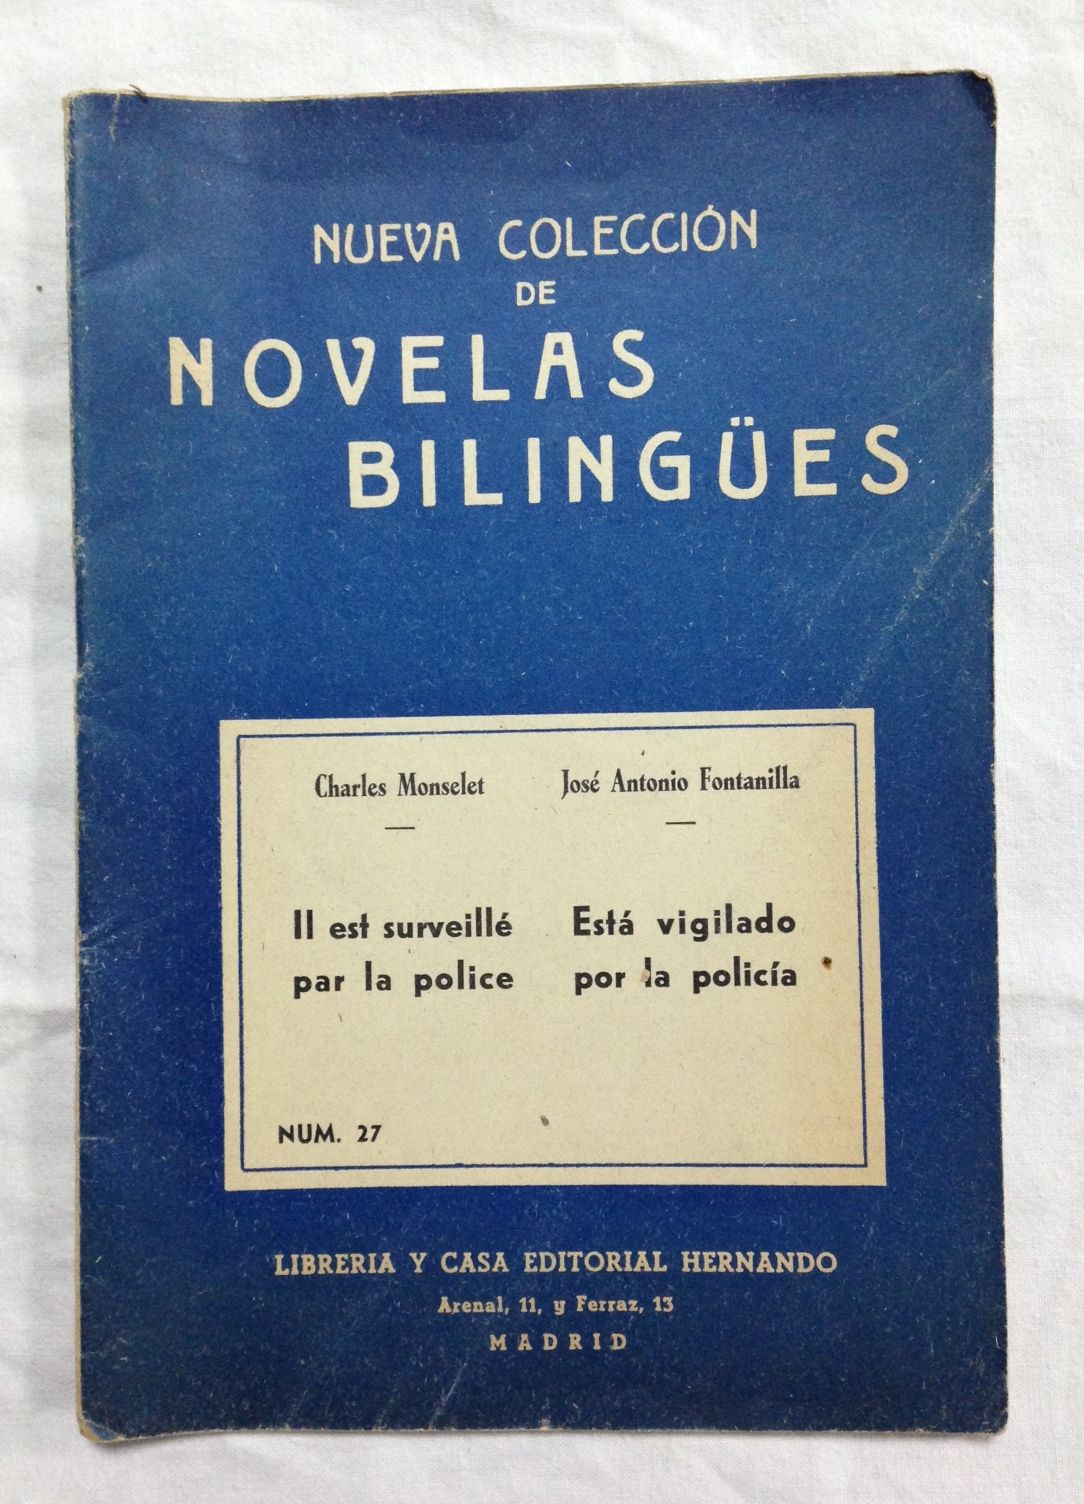 NUEVA COLECCIÓN
DE
NOVELAS
BILINGÜES
Charles Monselet
Il est surveillé
par la police
José Antonio Fontanilla
Está vigilado
por la policía
NUM. 27
LIBRERIA Y CASA EDITORIAL HERNANDO
Arenal, 11, y Ferraz, 13
MADRID